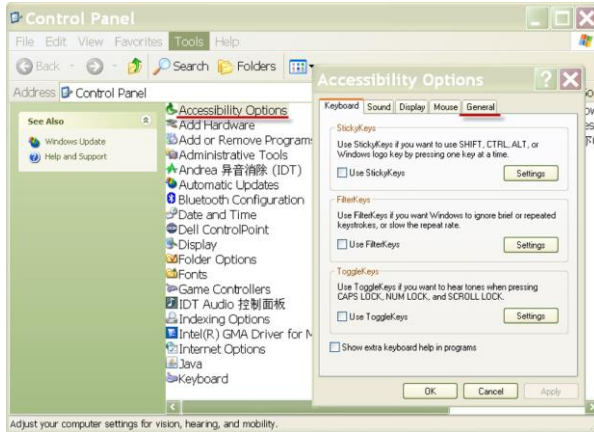 Control Panel
File Edit View Favorites Tools Help
Back Search Folders
Address Control Panel
See Also
Windows Update
Help and Support
Accessibility Options
Add Hardware
Add or Remove Program
Administrative Tools
Andrea 异音消除 (IDT)
Automatic Updates
Bluetooth Configuration
Date and Time
Dell ControlPoint
Display
Folder Options
Fonts
Game Controllers
IDT Audio 控制面板
Indexing Options
Intel(R) GMA Driver for M
Internet Options
Java
Keyboard
Accessibility Options
Keyboard Sound Display Mouse General
StickyKeys
Use StickyKeys if you want to use SHIFT, CTRL, ALT, or
Windows logo key by pressing one key at a time.
Use StickyKeys Settings
FilterKeys
Use FilterKeys if you want Windows to ignore brief or repeated
keystrokes, or slow the repeat rate.
Use FilterKeys Settings
ToggleKeys
Use ToggleKeys if you want to hear tones when pressing
CAPS LOCK, NUM LOCK, and SCROLL LOCK.
Use ToggleKeys Settings
Show extra keyboard help in programs
OK Cancel Apply
Adjust your computer settings for vision, hearing, and mobility.